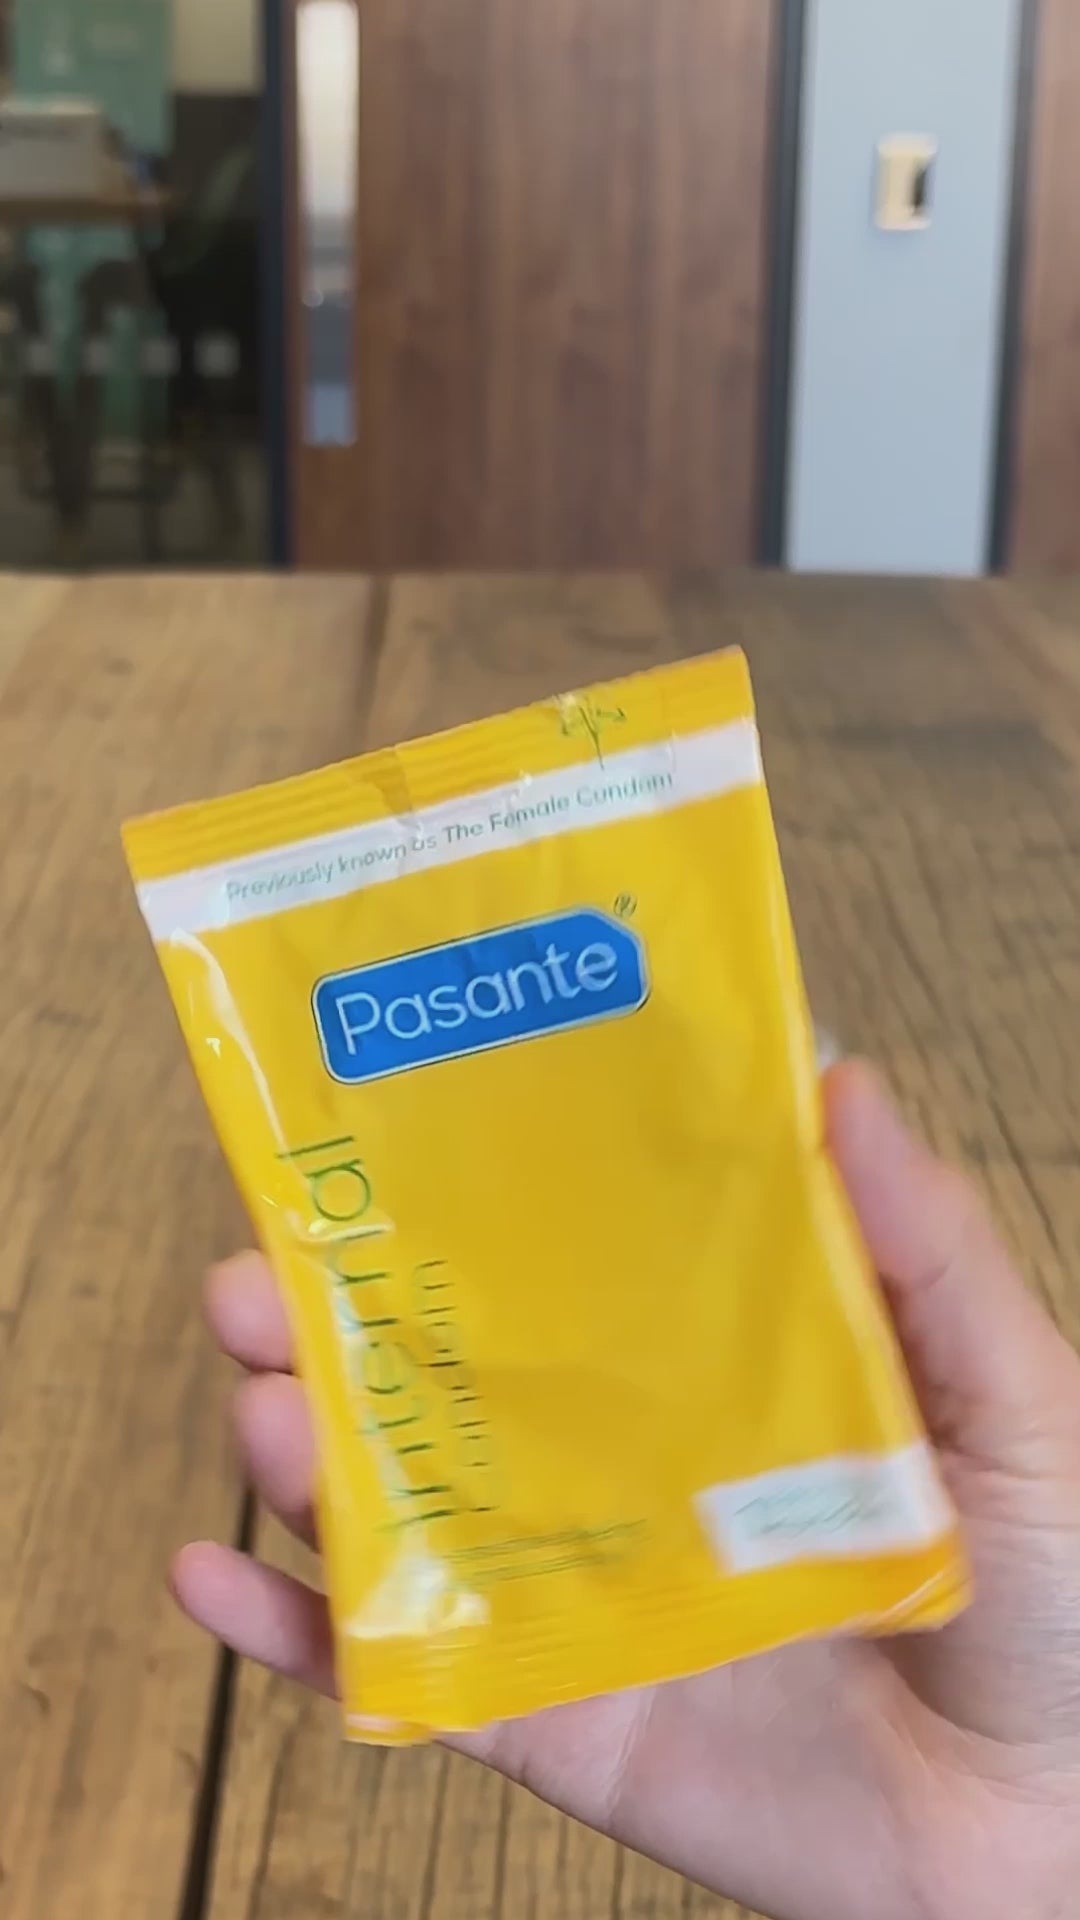 Previously known as The Female Condom
Pasante®
internal
condom